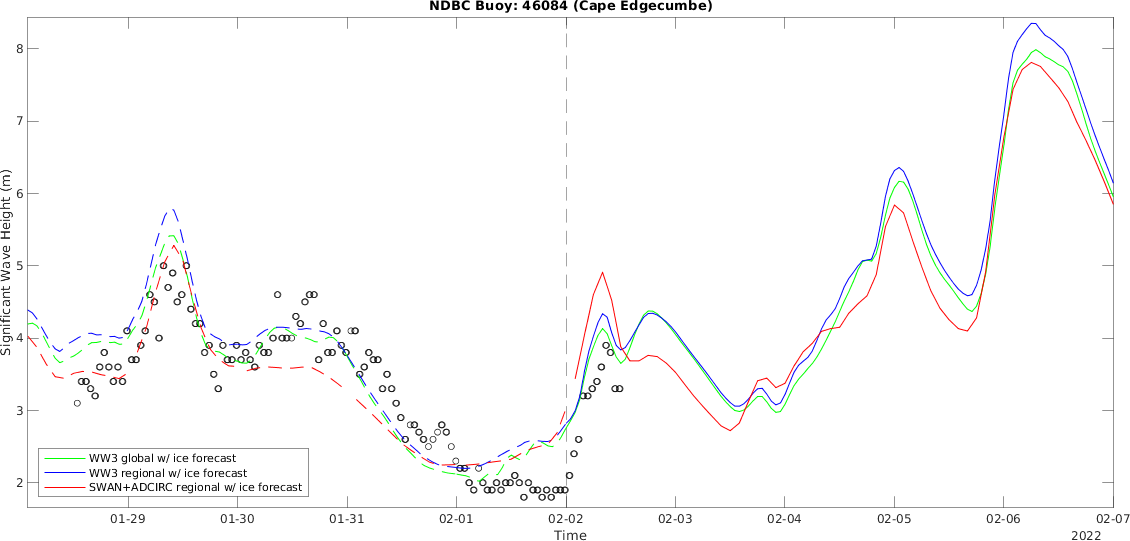 NDBC Buoy: 46084 (Cape Edgecumbe)
Significant Wave Height (m)
8
7
6
5
4
3
2
WW3 global w/ ice forecast
WW3 regional w/ ice forecast
SWAN+ADCIRC regional w/ ice forecast
01-29 01-30 01-31 02-01 02-02 02-03 02-04 02-05 02-06 02-07
Time
2022